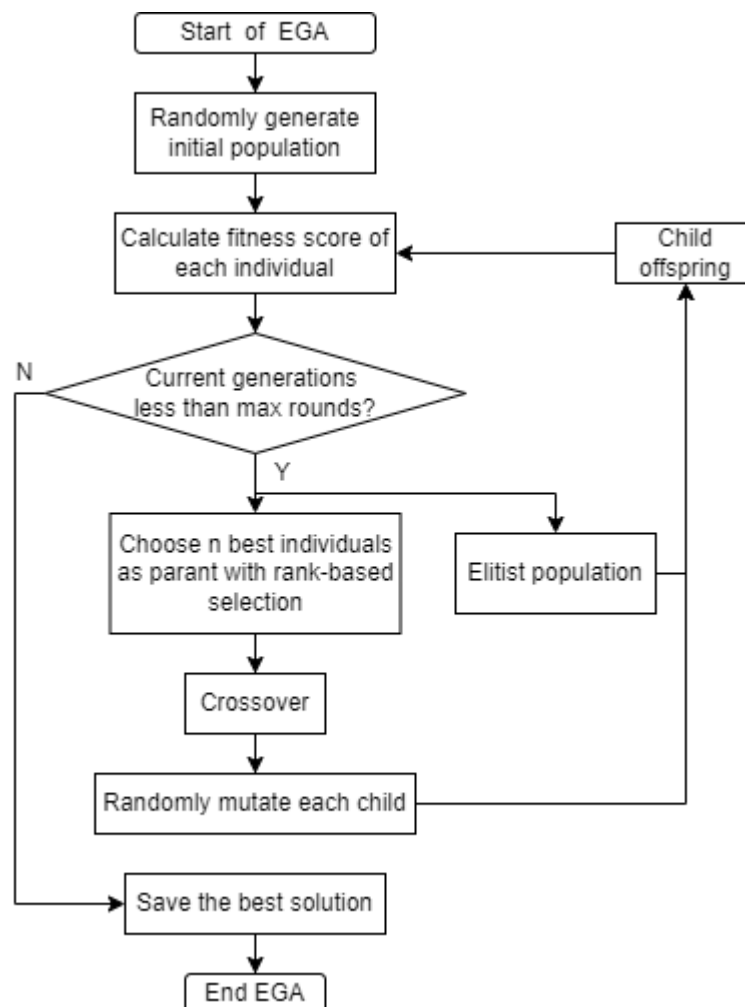 Start of EGA
Randomly generate
initial population
Calculate fitness score of
each individual
Child
offspring
N
Current generations
less than max rounds?
Y
Choose n best individuals
as parant with rank-based
selection
Elitist population
Crossover
Randomly mutate each child
Save the best solution
End EGA